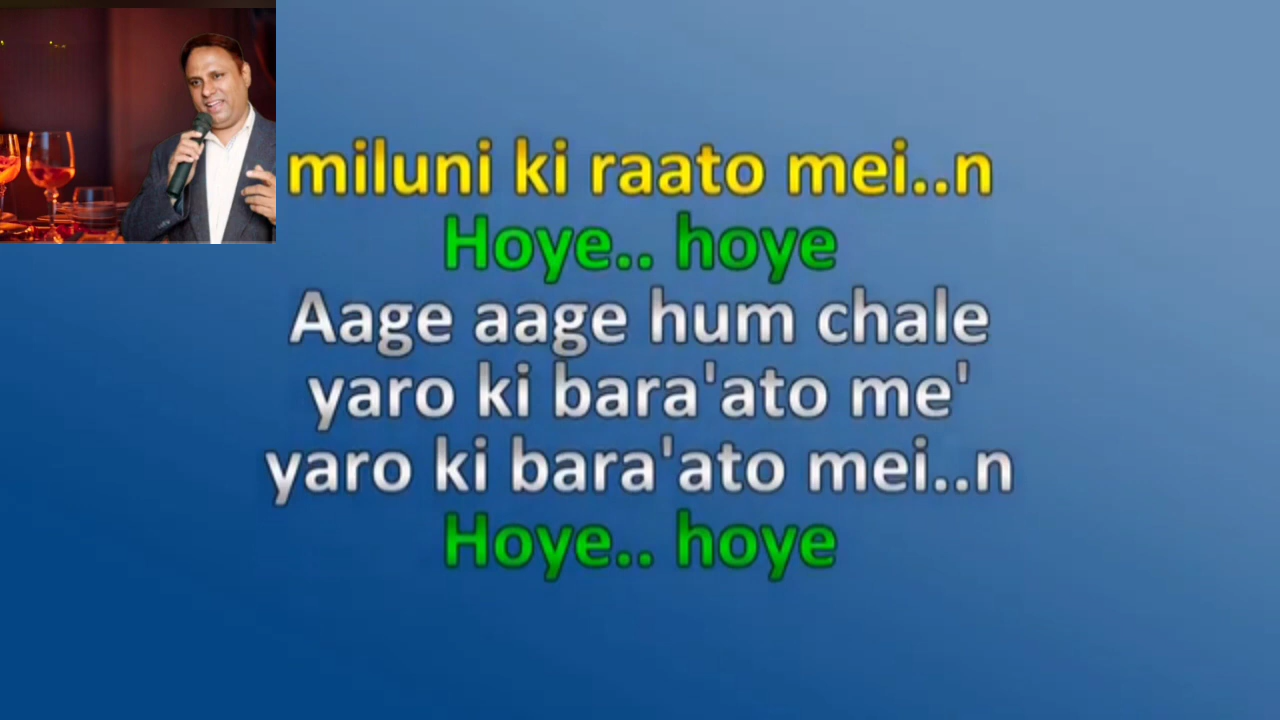 miluni ki raato mei..n
Hoye.. hoye
Aage aage hum chale
yaro ki bara'ato me'
yaro ki bara'ato mei..n
Hoye.. hoye